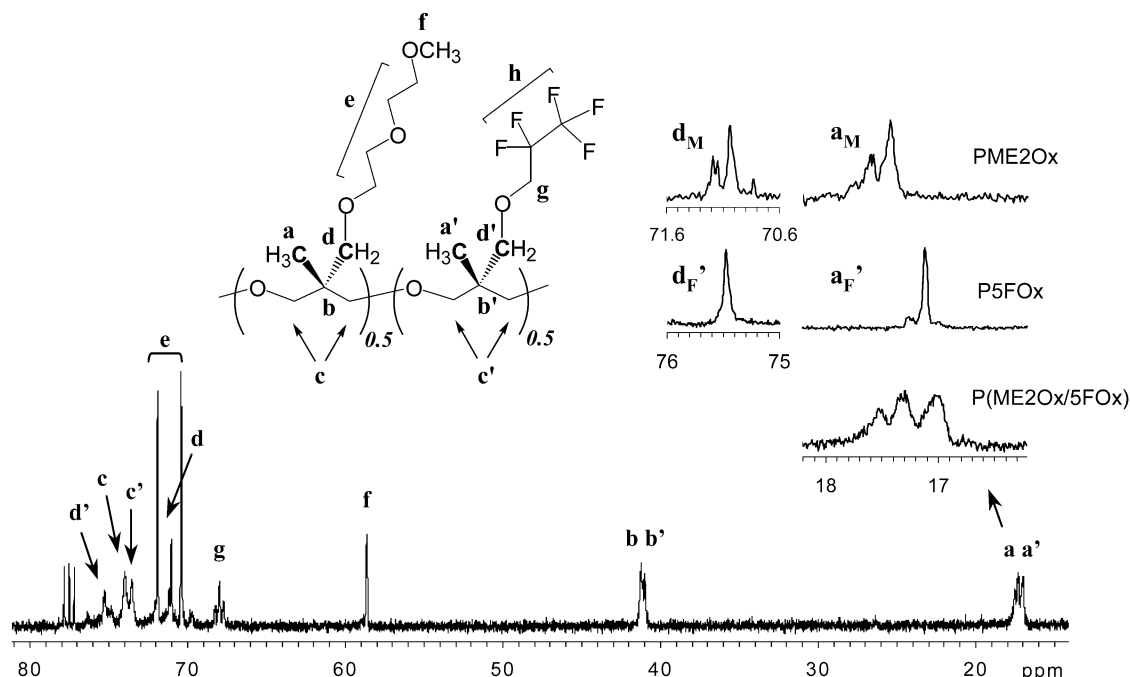 f
OCH3
e
O
O
h
F
F
F
F
F
g
O
O
a
d
H3C
CH2
a'
d'
H3C
CH2
O
b
0.5
O
b'
0.5
c
c'
dM
aM
PME2Ox
71.6
70.6
dF’
aF’
P5FOx
76
75
P(ME2Ox/5FOx)
18
17
e
d
c
c’
d’
g
f
b b’
a a’
80
70
60
50
40
30
20
ppm